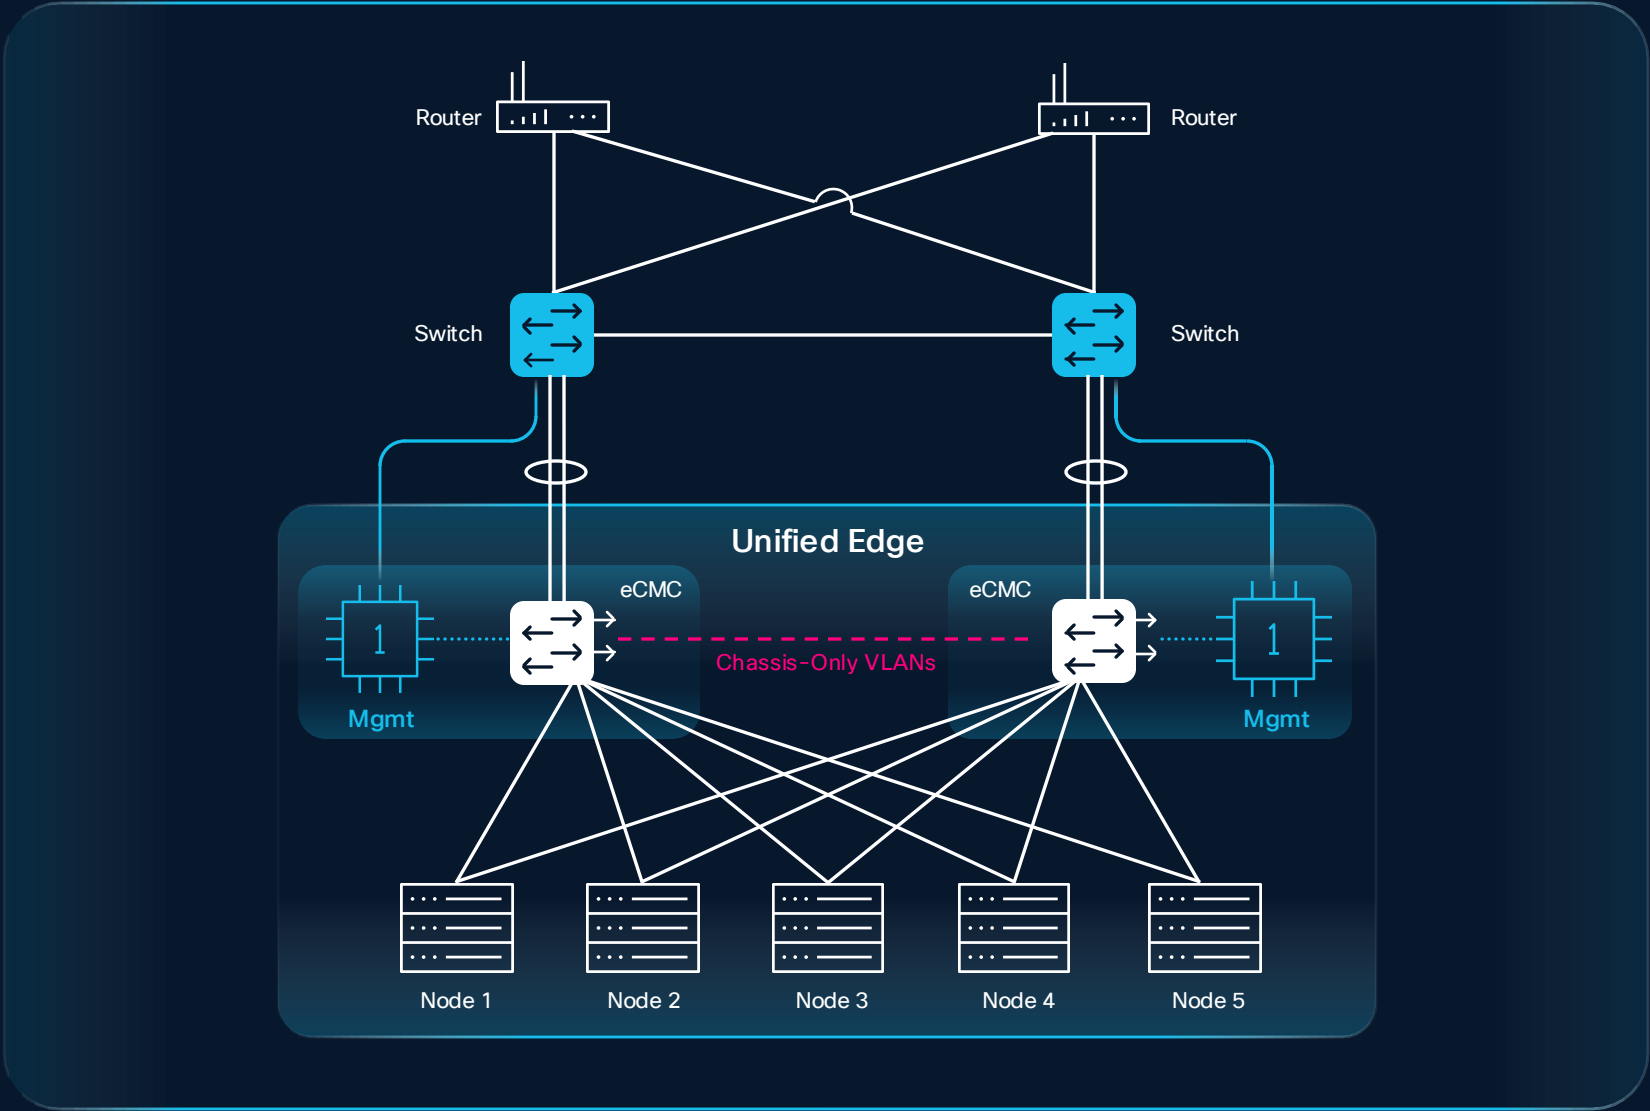 Router
Router
Switch
Switch
Unified Edge
eCMC
eCMC
1
1
Chassis-Only VLANs
Mgmt
Mgmt
Node 1
Node 2
Node 3
Node 4
Node 5